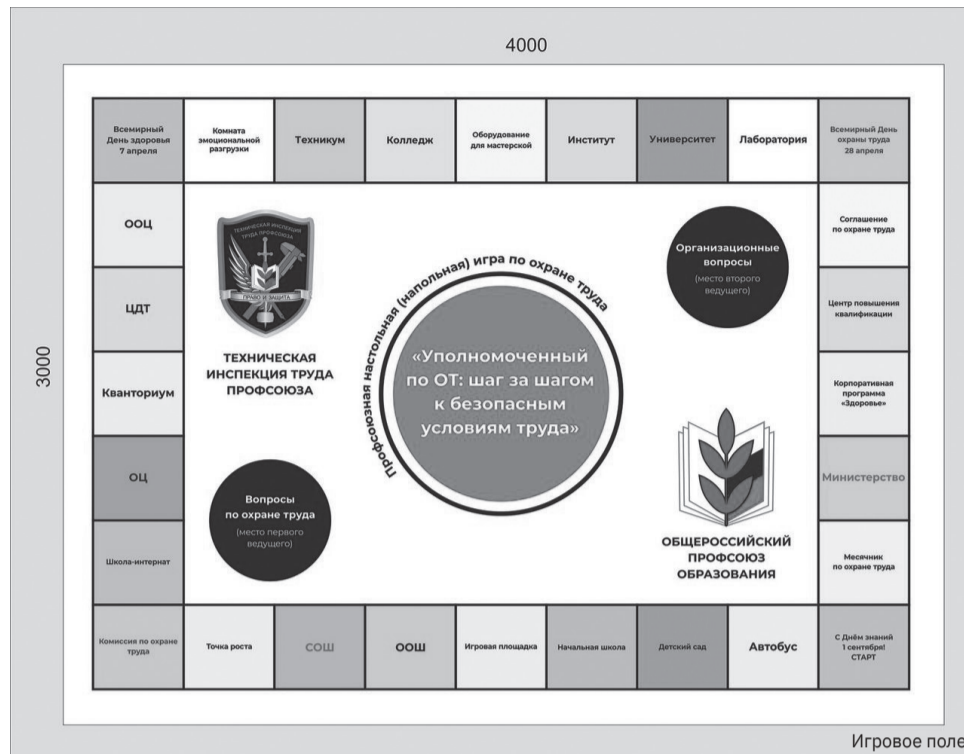 4000
3000
Всемирный
День здоровья
7 апреля
Комната
эмоциональной
разгрузки
Техникум
Колледж
Оборудование
для мастерской
Институт
Университет
Лаборатория
Всемирный День
охраны труда
28 апреля
ООЦ
ЦДТ
Кванториум
ОЦ
Школа-интернат
ТЕХНИЧЕСКАЯ ИНСПЕКЦИЯ
ТРУДА ПРОФСОЮЗА
ПРАВО И ЗАЩИТА
ТЕХНИЧЕСКАЯ
ИНСПЕКЦИЯ ТРУДА
ПРОФСОЮЗА
Профсоюзная настольная (напольная) игра по охране труда
«Уполномоченный
по ОТ: шаг за шагом
к безопасным
условиям труда»
Организационные
вопросы
(место второго
ведущего)
Вопросы
по охране труда
(место первого
ведущего)
ОБЩЕРОССИЙСКИЙ
ПРОФСОЮЗ
ОБРАЗОВАНИЯ
Соглашение
по охране труда
Центр повышения
квалификации
Корпоративная
программа
«Здоровье»
Министерство
Месячник
по охране труда
Комиссия по охране
труда
Точка роста
СОШ
ООШ
Игровая площадка
Начальная школа
Детский сад
Автобус
С Днём знаний
1 сентября!
СТАРТ
Игровое поле